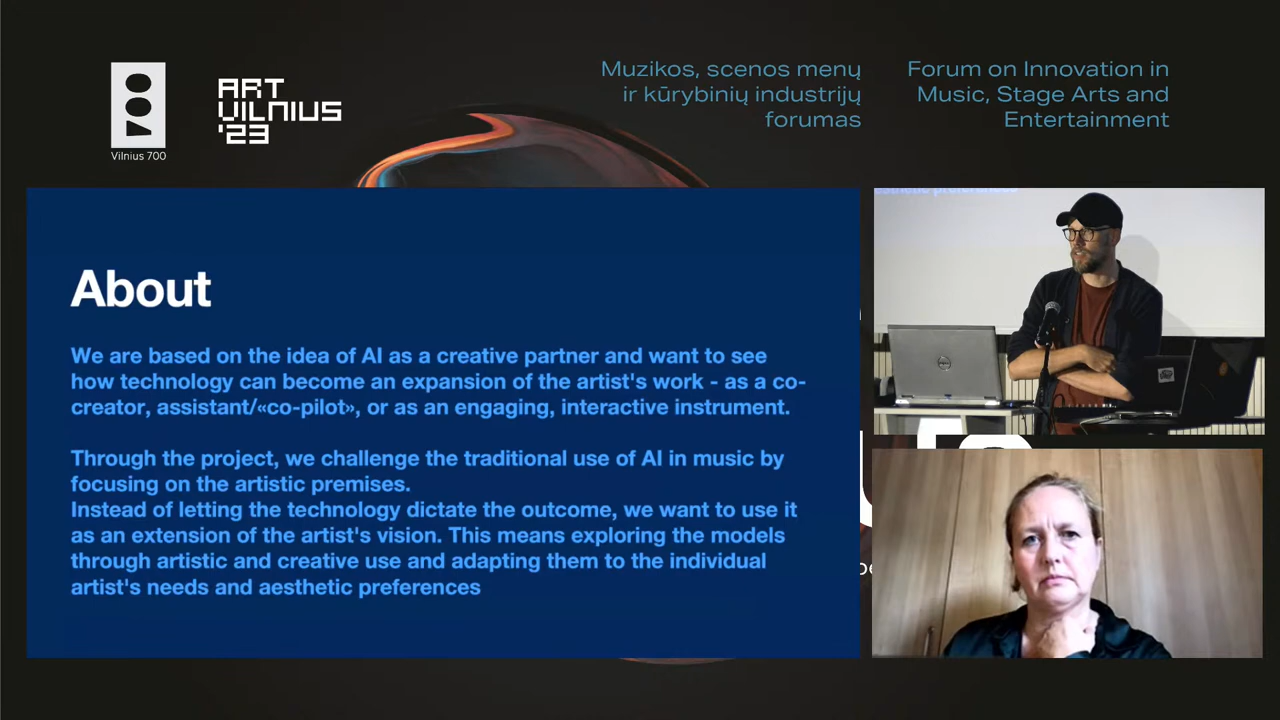 Vilnius 700
ART
VILNIUS
'23
Muzikos, scenos menų
ir kūrybinių industrijų
forumas
Forum on Innovation in
Music, Stage Arts and
Entertainment
About
We are based on the idea of AI as a creative partner and want to see
how technology can become an expansion of the artist's work - as a co-
creator, assistant/«co-pilot», or as an engaging, interactive instrument.
Through the project, we challenge the traditional use of AI in music by
focusing on the artistic premises.
Instead of letting the technology dictate the outcome, we want to use it
as an extension of the artist's vision. This means exploring the models
through artistic and creative use and adapting them to the individual
artist's needs and aesthetic preferences